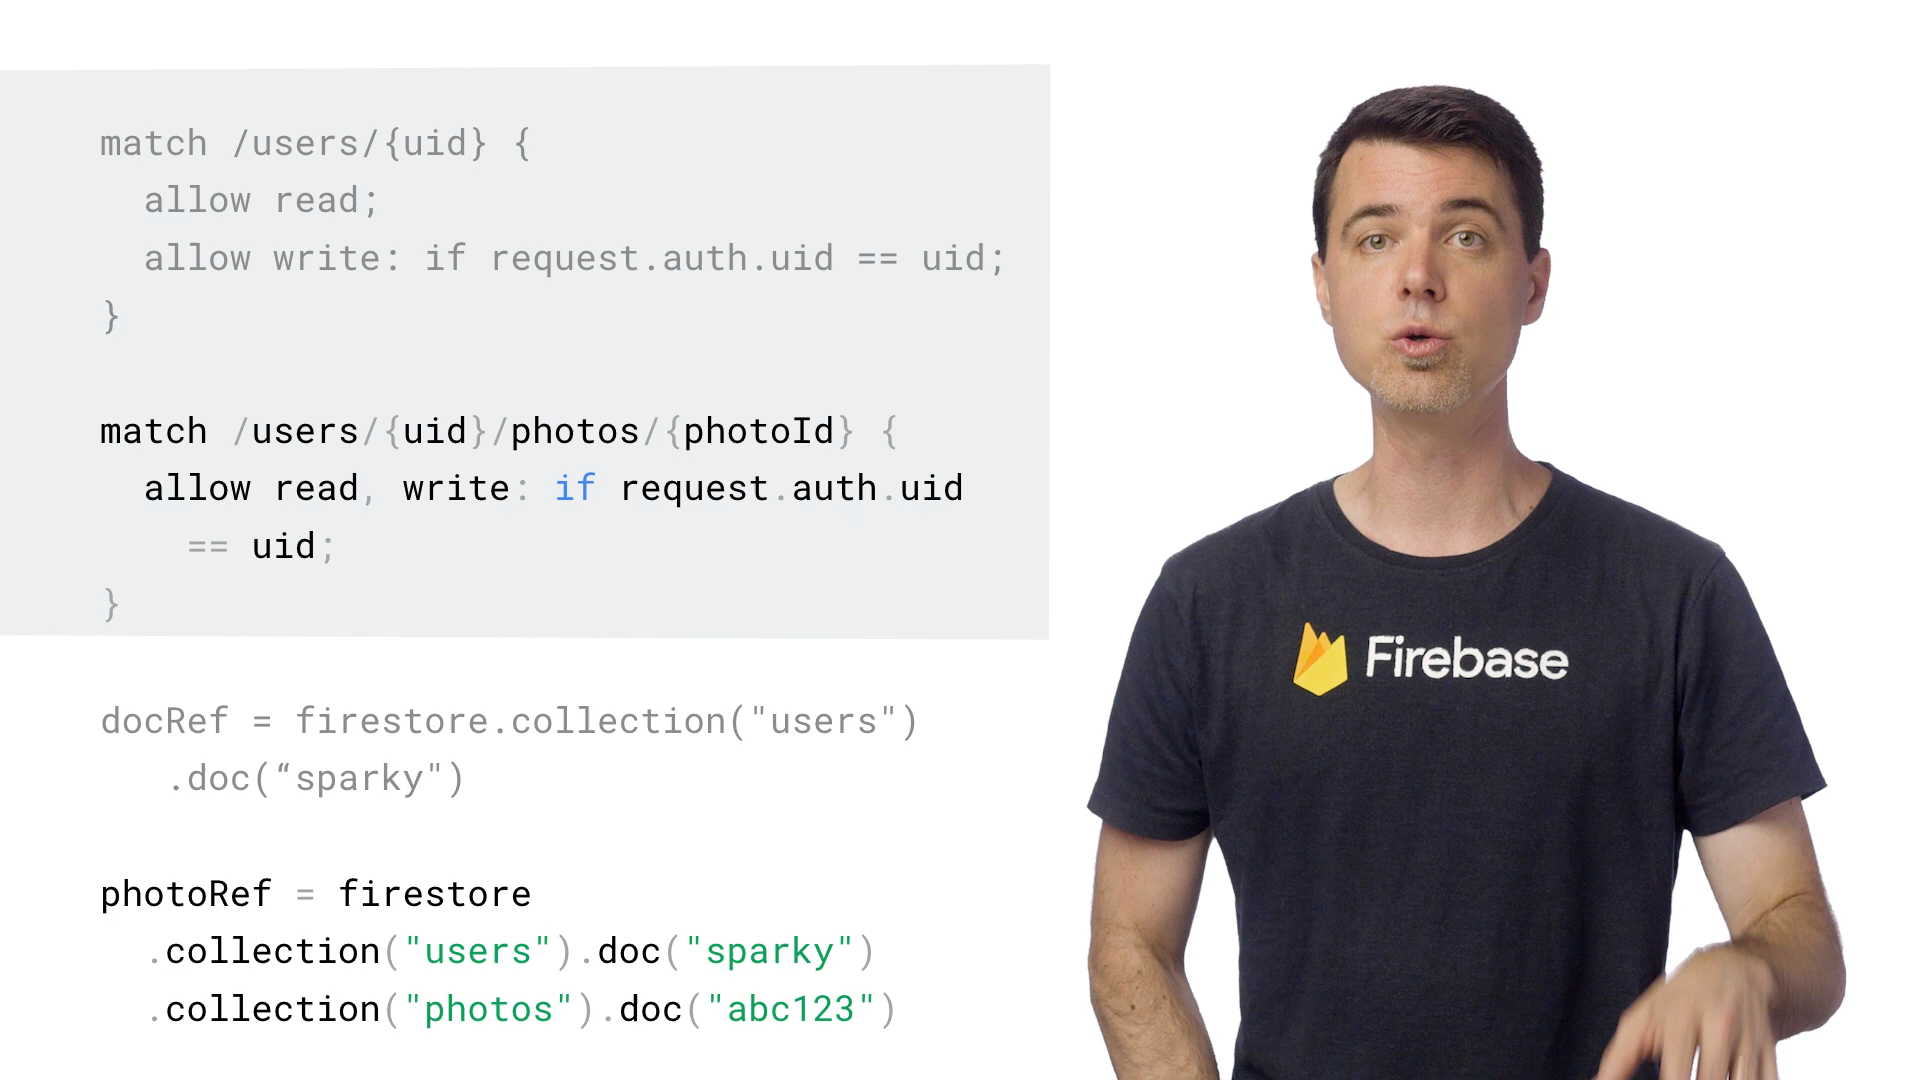 match /users/{uid} {
  allow read;
  allow write: if request.auth.uid == uid;
}
match /users/{uid}/photos/{photoId} {
  allow read, write: if request.auth.uid
    == uid;
}
docRef = firestore.collection("users")
   .doc(“sparky")
photoRef = firestore
  .collection("users").doc("sparky")
  .collection("photos").doc("abc123")
Firebase